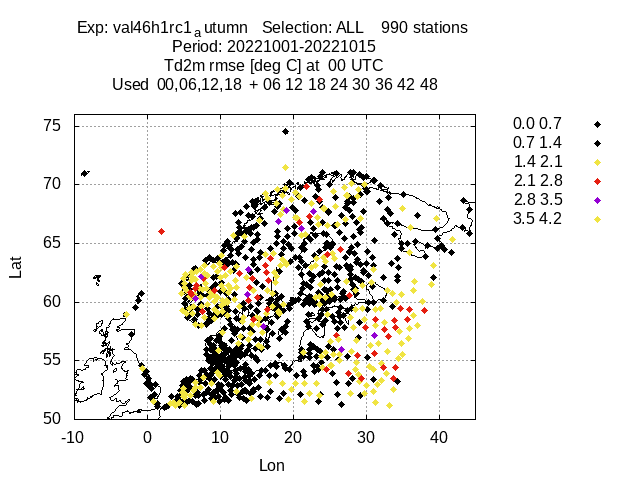 Exp: val46h1rc1autumn Selection: ALL 990 stations
Period: 20221001-20221015
Td2m rmse [deg C] at 00 UTC
Used 00,06,12,18 + 06 12 18 24 30 36 42 48
0.0 0.7
0.7 1.4
1.4 2.1
2.1 2.8
2.8 3.5
3.5 4.2
75
70
65
60
55
50
Lat
-10 0 10 20 30 40
Lon